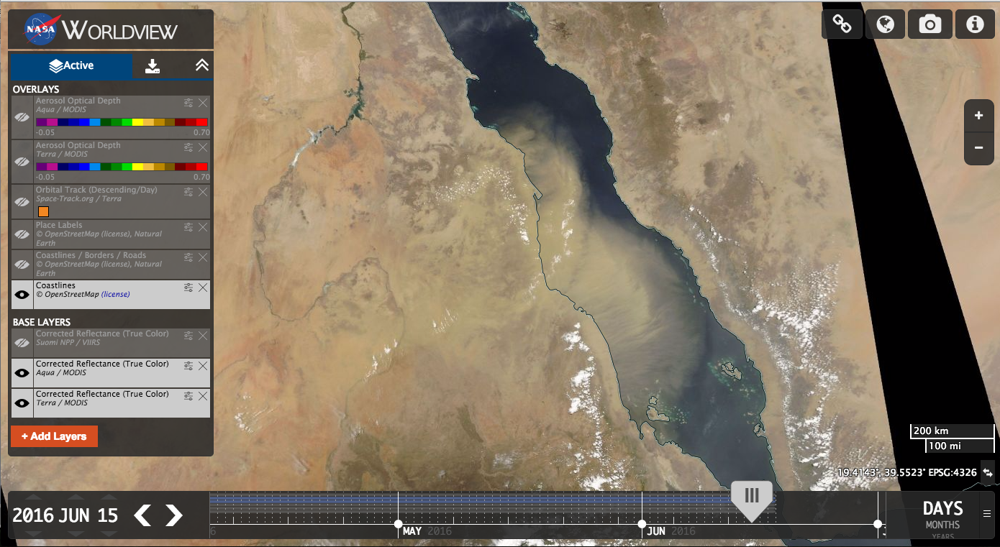 NASA WORLDVIEW
Active
OVERLAYS
Aerosol Optical Depth
Aqua / MODIS
-0.05 0.70
Aerosol Optical Depth
Terra / MODIS
-0.05 0.70
Orbital Track (Descending/Day)
Space-Track.org / Terra
Place Labels
© OpenStreetMap (license), Natural
Earth
Coastlines / Borders / Roads
© OpenStreetMap (license), Natural
Earth
Coastlines
© OpenStreetMap (license)
BASE LAYERS
Corrected Reflectance (True Color)
Suomi NPP / VIIRS
Corrected Reflectance (True Color)
Aqua / MODIS
Corrected Reflectance (True Color)
Terra / MODIS
+ Add Layers
+
−
200 km
100 mi
19.4143°, 39.5523° EPSG:4326
2016 JUN 15
6
MAY 2016
JUN 2016
DAYS
MONTHS
YEARS